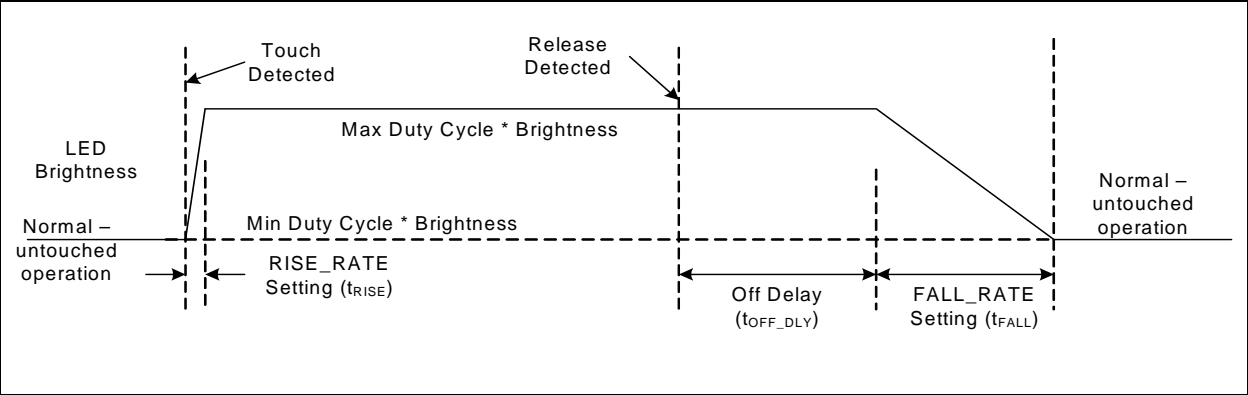 Touch
Detected
Release
Detected
Max Duty Cycle * Brightness
LED
Brightness
Normal –
untouched
operation
Min Duty Cycle * Brightness
Normal –
untouched
operation
RISE_RATE
Setting (tRISE)
Off Delay
(tOFF_DLY)
FALL_RATE
Setting (tFALL)